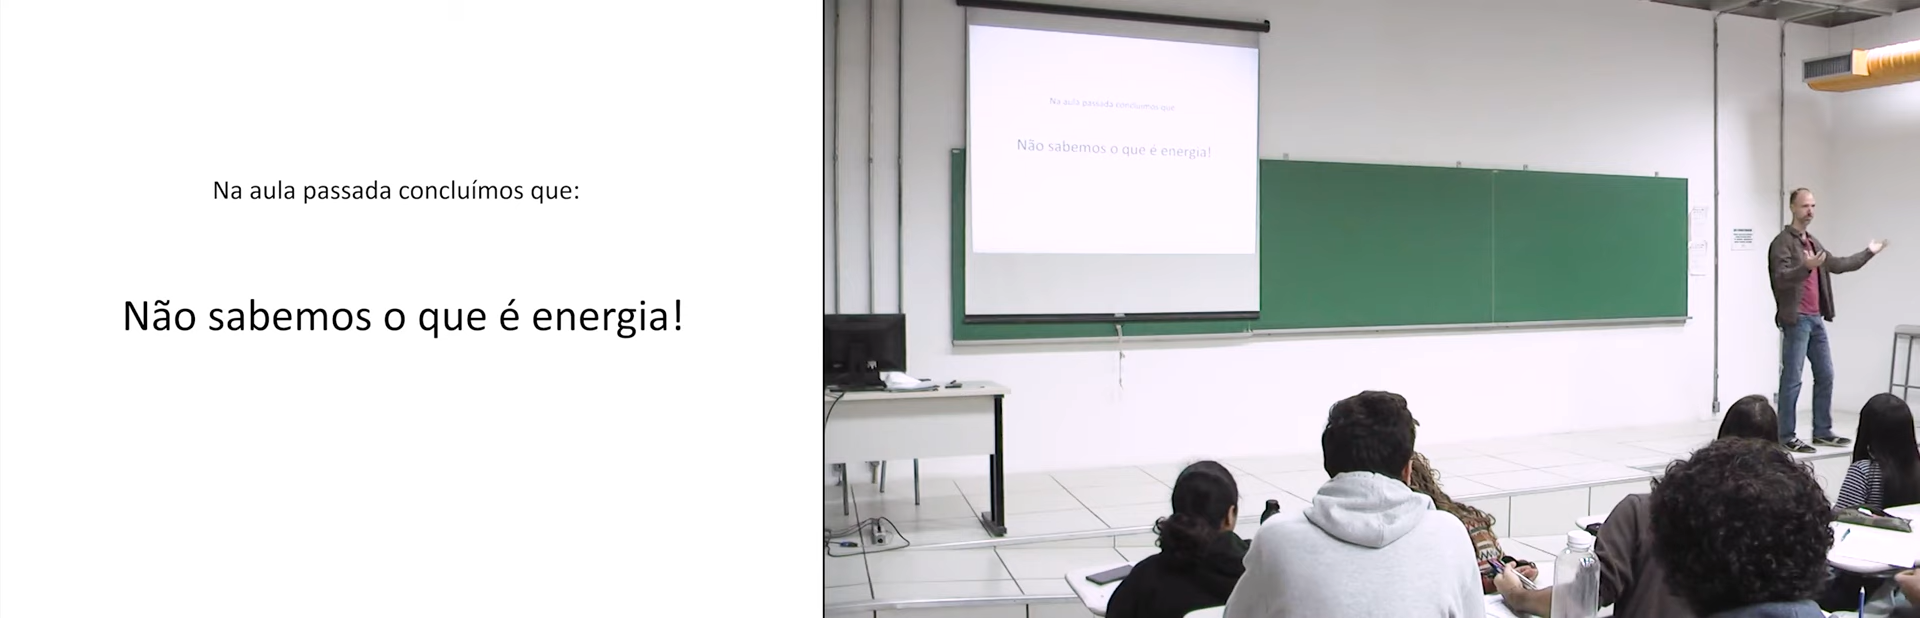 Na aula passada concluímos que:
Não sabemos o que é energia!
Na aula passada concluímos que
Não sabemos o que é energia!